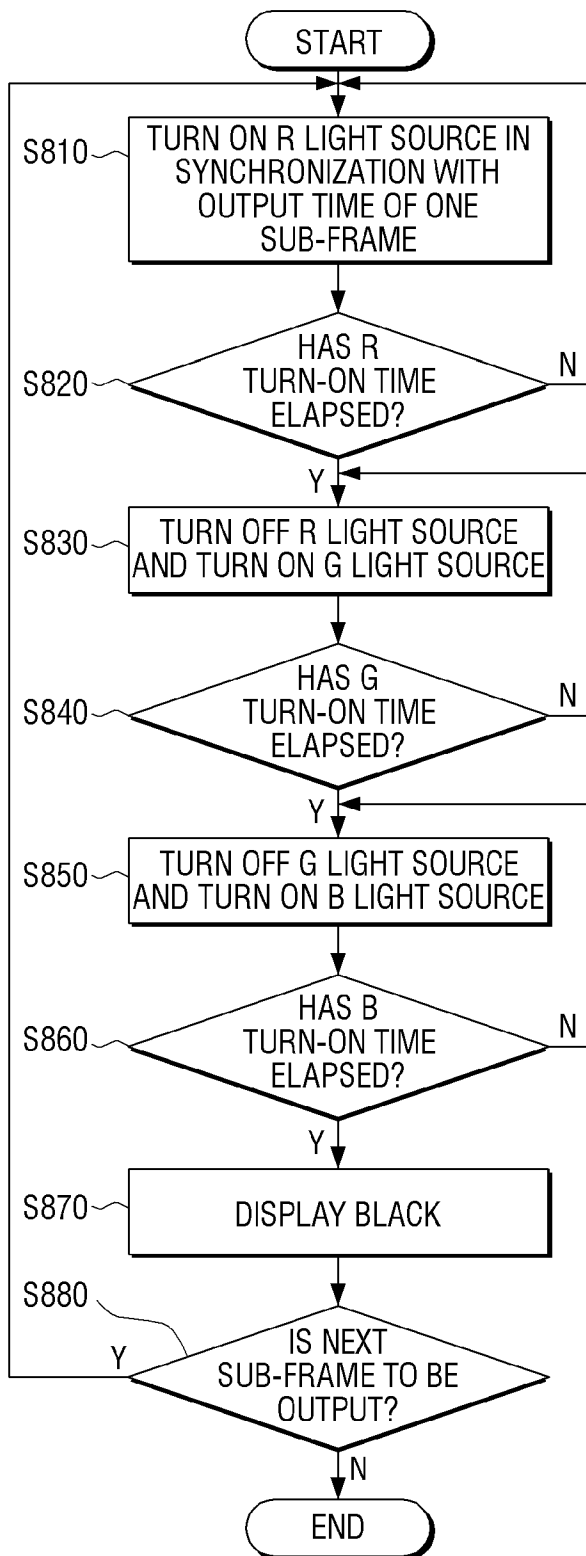 START
S810
TURN ON R LIGHT SOURCE IN
SYNCHRONIZATION WITH
OUTPUT TIME OF ONE
SUB-FRAME
S820
HAS R
TURN-ON TIME
ELAPSED?
N
Y
S830
TURN OFF R LIGHT SOURCE
AND TURN ON G LIGHT SOURCE
S840
HAS G
TURN-ON TIME
ELAPSED?
N
Y
S850
TURN OFF G LIGHT SOURCE
AND TURN ON B LIGHT SOURCE
S860
HAS B
TURN-ON TIME
ELAPSED?
N
Y
S870
DISPLAY BLACK
S880
Y
IS NEXT
SUB-FRAME TO BE
OUTPUT?
N
END